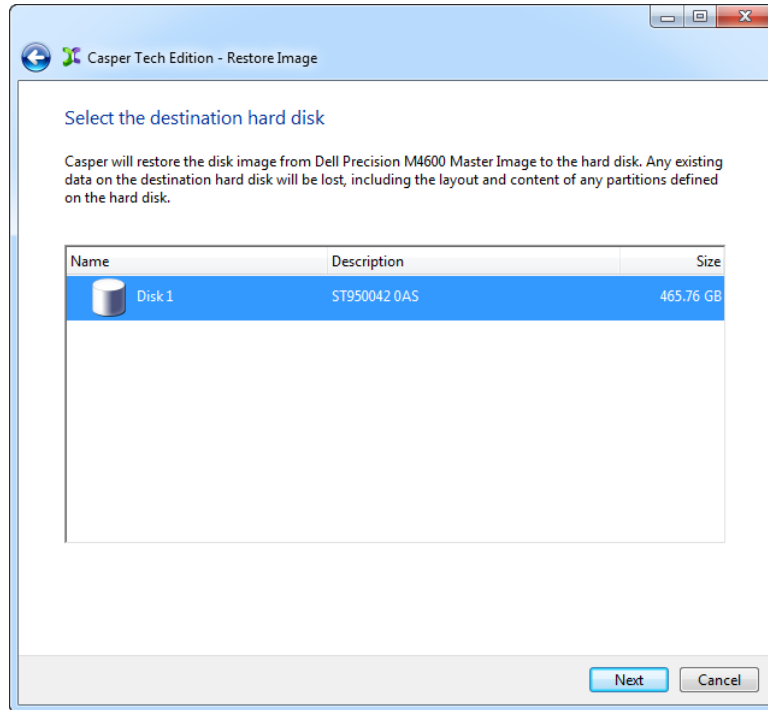 Casper Tech Edition - Restore Image
Select the destination hard disk
Casper will restore the disk image from Dell Precision M4600 Master Image to the hard disk. Any existing
data on the destination hard disk will be lost, including the layout and content of any partitions defined
on the hard disk.
Name Description Size
Disk 1 ST950042 0AS 465.76 GB
Next Cancel